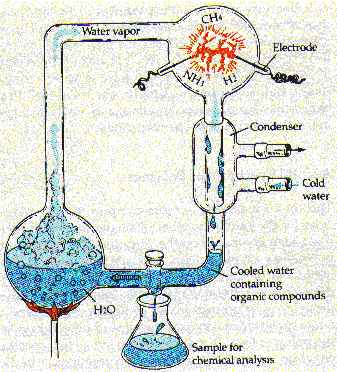 Water vapor
CH4
Electrode
NH3
H2
Condenser
Cold
water
Cooled water
containing
organic compounds
H2O
Sample for
chemical analysis